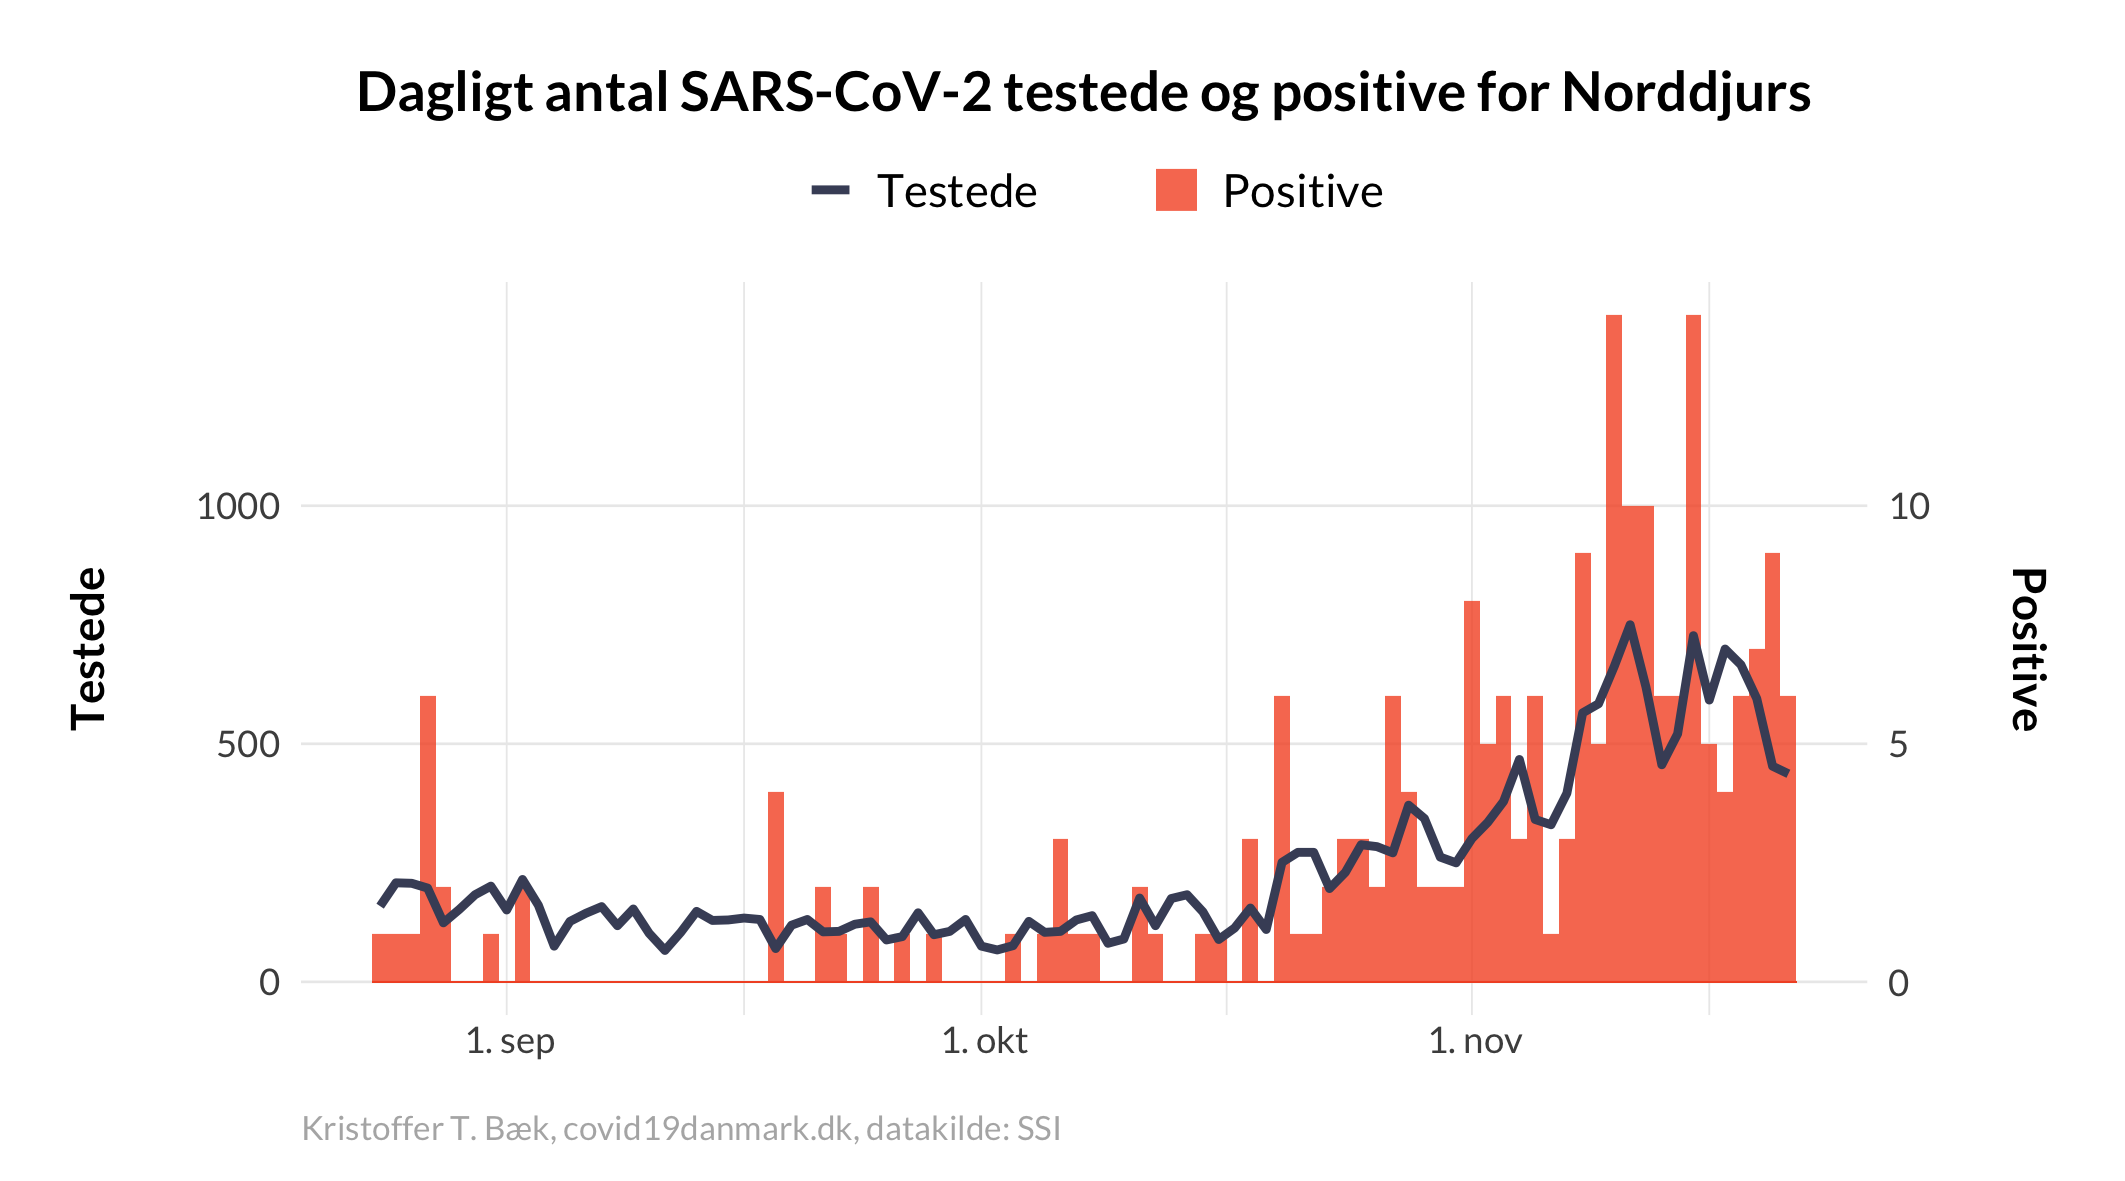 Dagligt antal SARS-CoV-2 testede og positive for Norddjurs
Testede
Positive
1000
500
0
10
5
0
Testede
Positive
1. sep
1. okt
1. nov
Kristoffer T. Bæk, covid19danmark.dk, datakilde: SSI